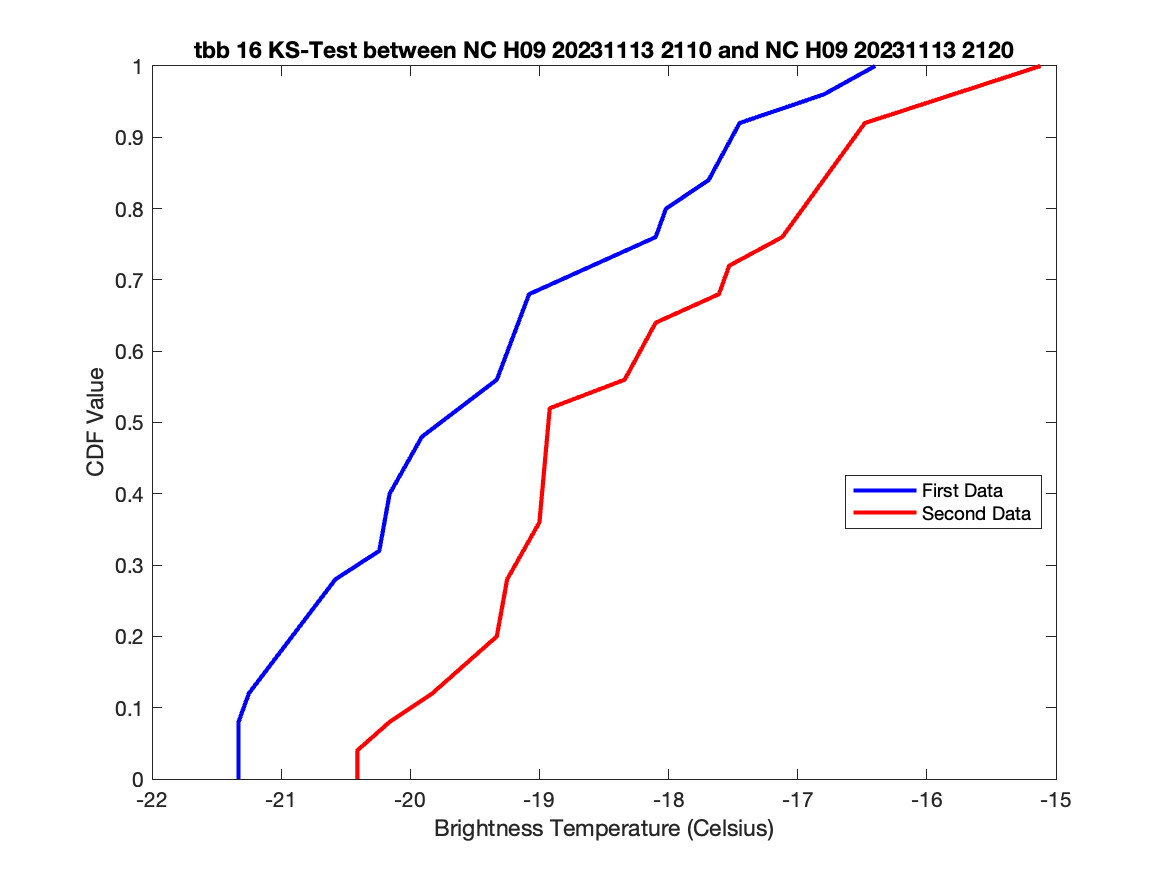 tbb 16 KS-Test between NC H09 20231113 2110 and NC H09 20231113 2120
1
0.9
0.8
0.7
0.6
0.5
0.4
0.3
0.2
0.1
0
CDF Value
First Data
Second Data
-22 -21 -20 -19 -18 -17 -16 -15
Brightness Temperature (Celsius)